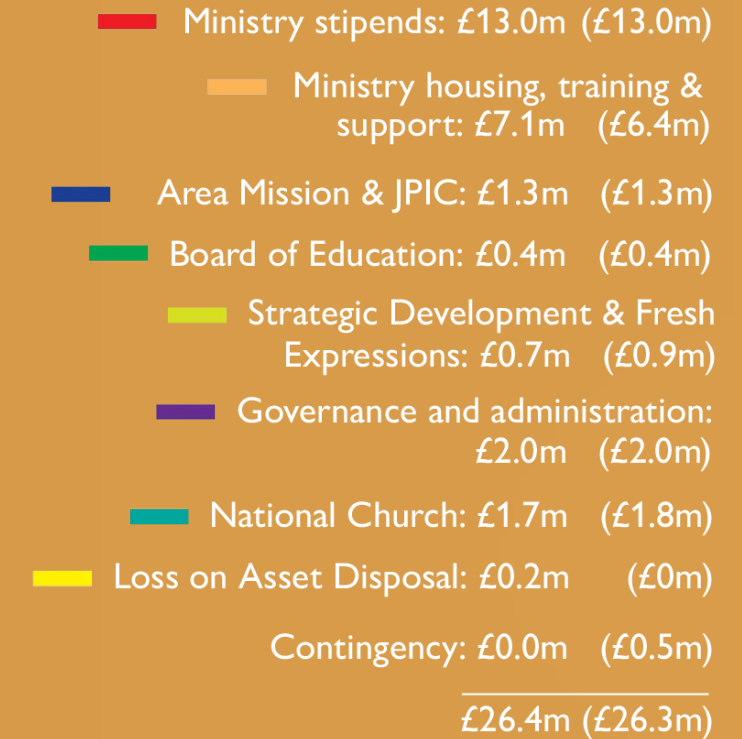 Ministry stipends: £13.0m (£13.0m)
Ministry housing, training &
support: £7.1m (£6.4m)
Area Mission & JPIC: £1.3m (£1.3m)
Board of Education: £0.4m (£0.4m)
Strategic Development & Fresh
Expressions: £0.7m (£0.9m)
Governance and administration:
£2.0m (£2.0m)
National Church: £1.7m (£1.8m)
Loss on Asset Disposal: £0.2m (£0m)
Contingency: £0.0m (£0.5m)
£26.4m (£26.3m)